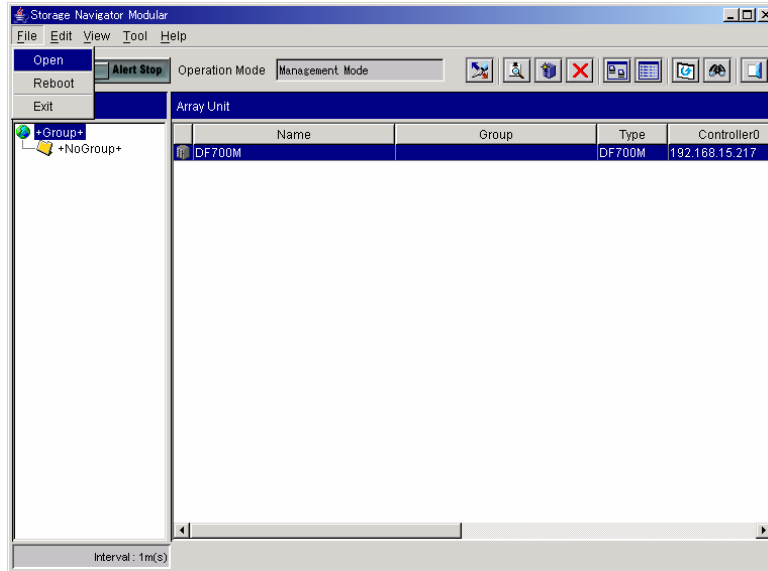 Storage Navigator Modular
File Edit View Tool Help
Open
Reboot
Exit
Alert Stop
Operation Mode
Management Mode
Array Unit
+Group+
+NoGroup+
Name Group Type Controller0
DF700M DF700M 192.168.15.217
Interval : 1m(s)